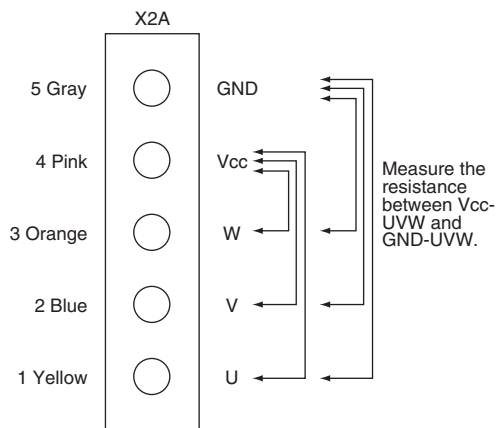 X2A
5 Gray GND
4 Pink Vcc
3 Orange W
2 Blue V
1 Yellow U
Measure the
resistance
between Vcc-
UVW and
GND-UVW.